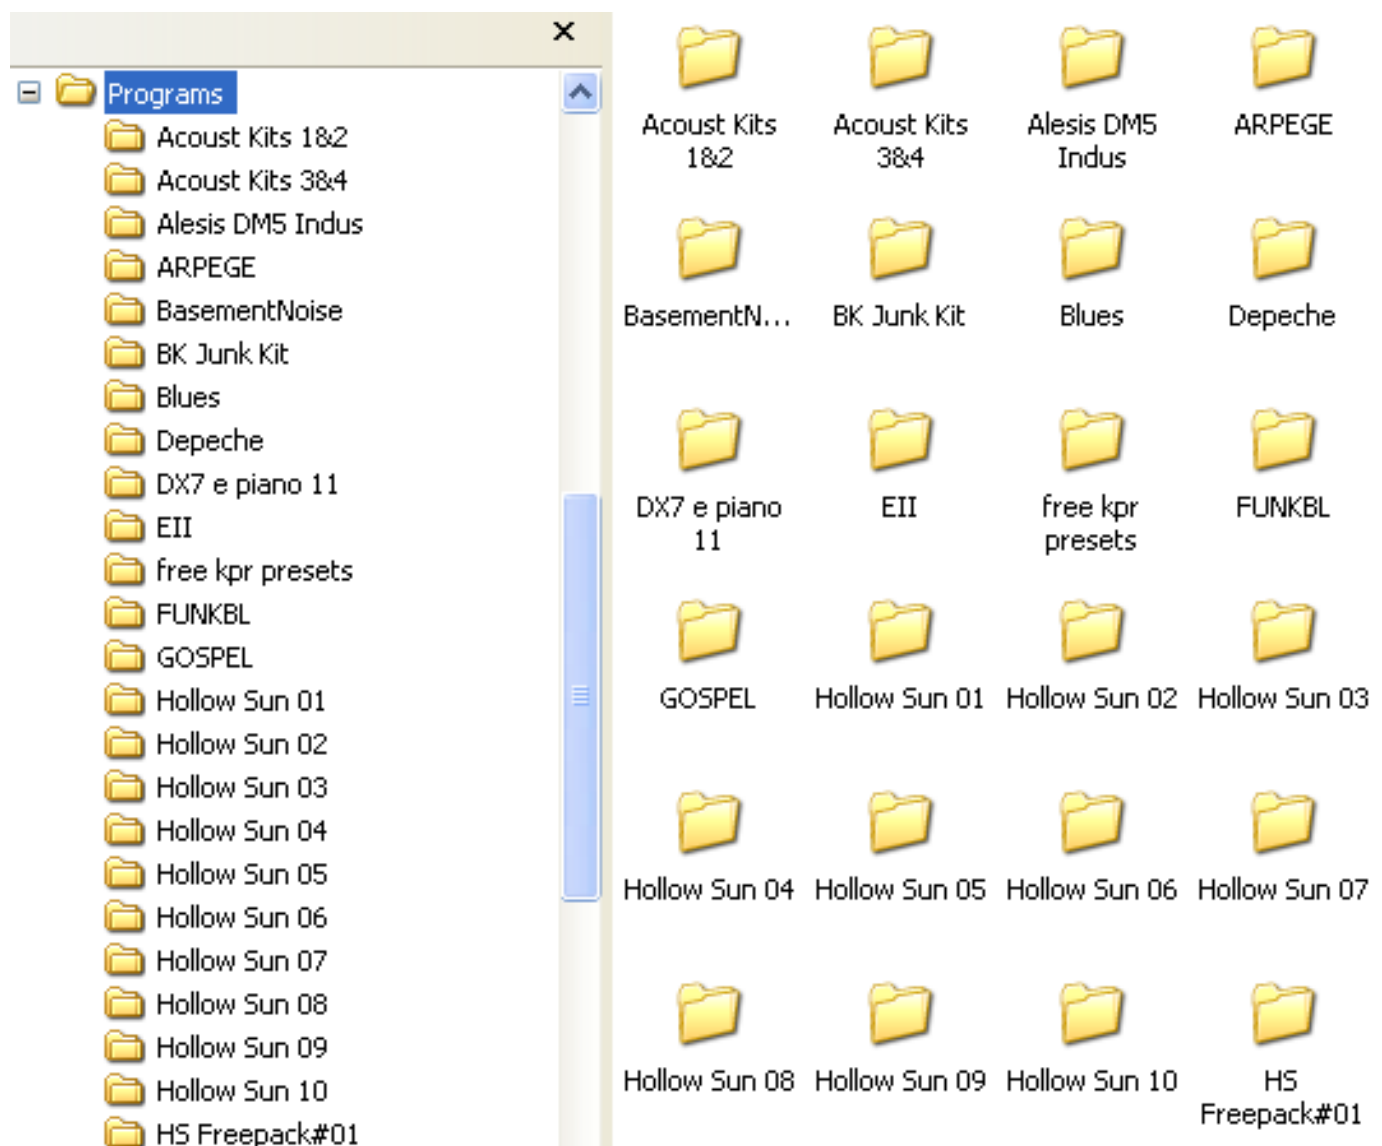 Programs
Acoust Kits 1&2
Acoust Kits 3&4
Alesis DM5 Indus
ARPEGE
BasementNoise
BK Junk Kit
Blues
Depeche
DX7 e piano 11
EII
free kpr presets
FUNKBL
GOSPEL
Hollow Sun 01
Hollow Sun 02
Hollow Sun 03
Hollow Sun 04
Hollow Sun 05
Hollow Sun 06
Hollow Sun 07
Hollow Sun 08
Hollow Sun 09
Hollow Sun 10
HS Freepack#01
Acoust Kits
1&2
Acoust Kits
3&4
Alesis DM5
Indus
ARPEGE
BasementN...
BK Junk Kit
Blues
Depeche
DX7 e piano
11
EII
free kpr
presets
FUNKBL
GOSPEL
Hollow Sun 01
Hollow Sun 02
Hollow Sun 03
Hollow Sun 04
Hollow Sun 05
Hollow Sun 06
Hollow Sun 07
Hollow Sun 08
Hollow Sun 09
Hollow Sun 10
HS
Freepack#01